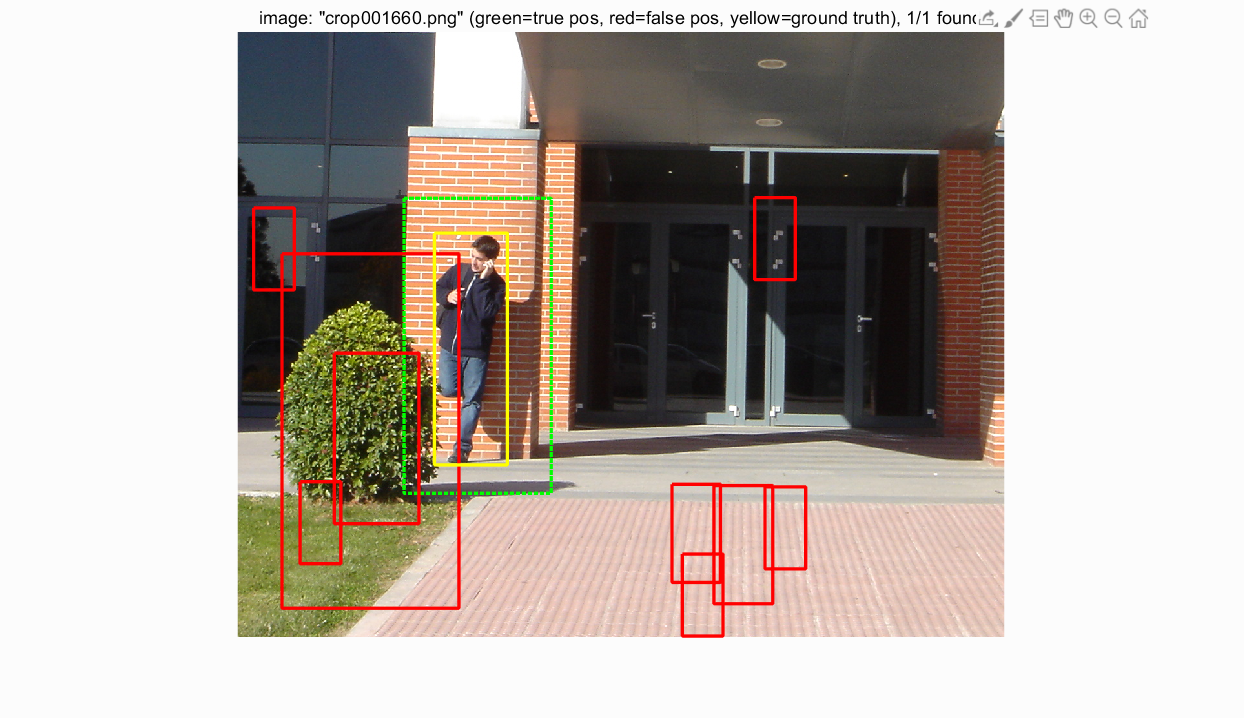 image: "crop001660.png" (green=true pos, red=false pos, yellow=ground truth), 1/1 found